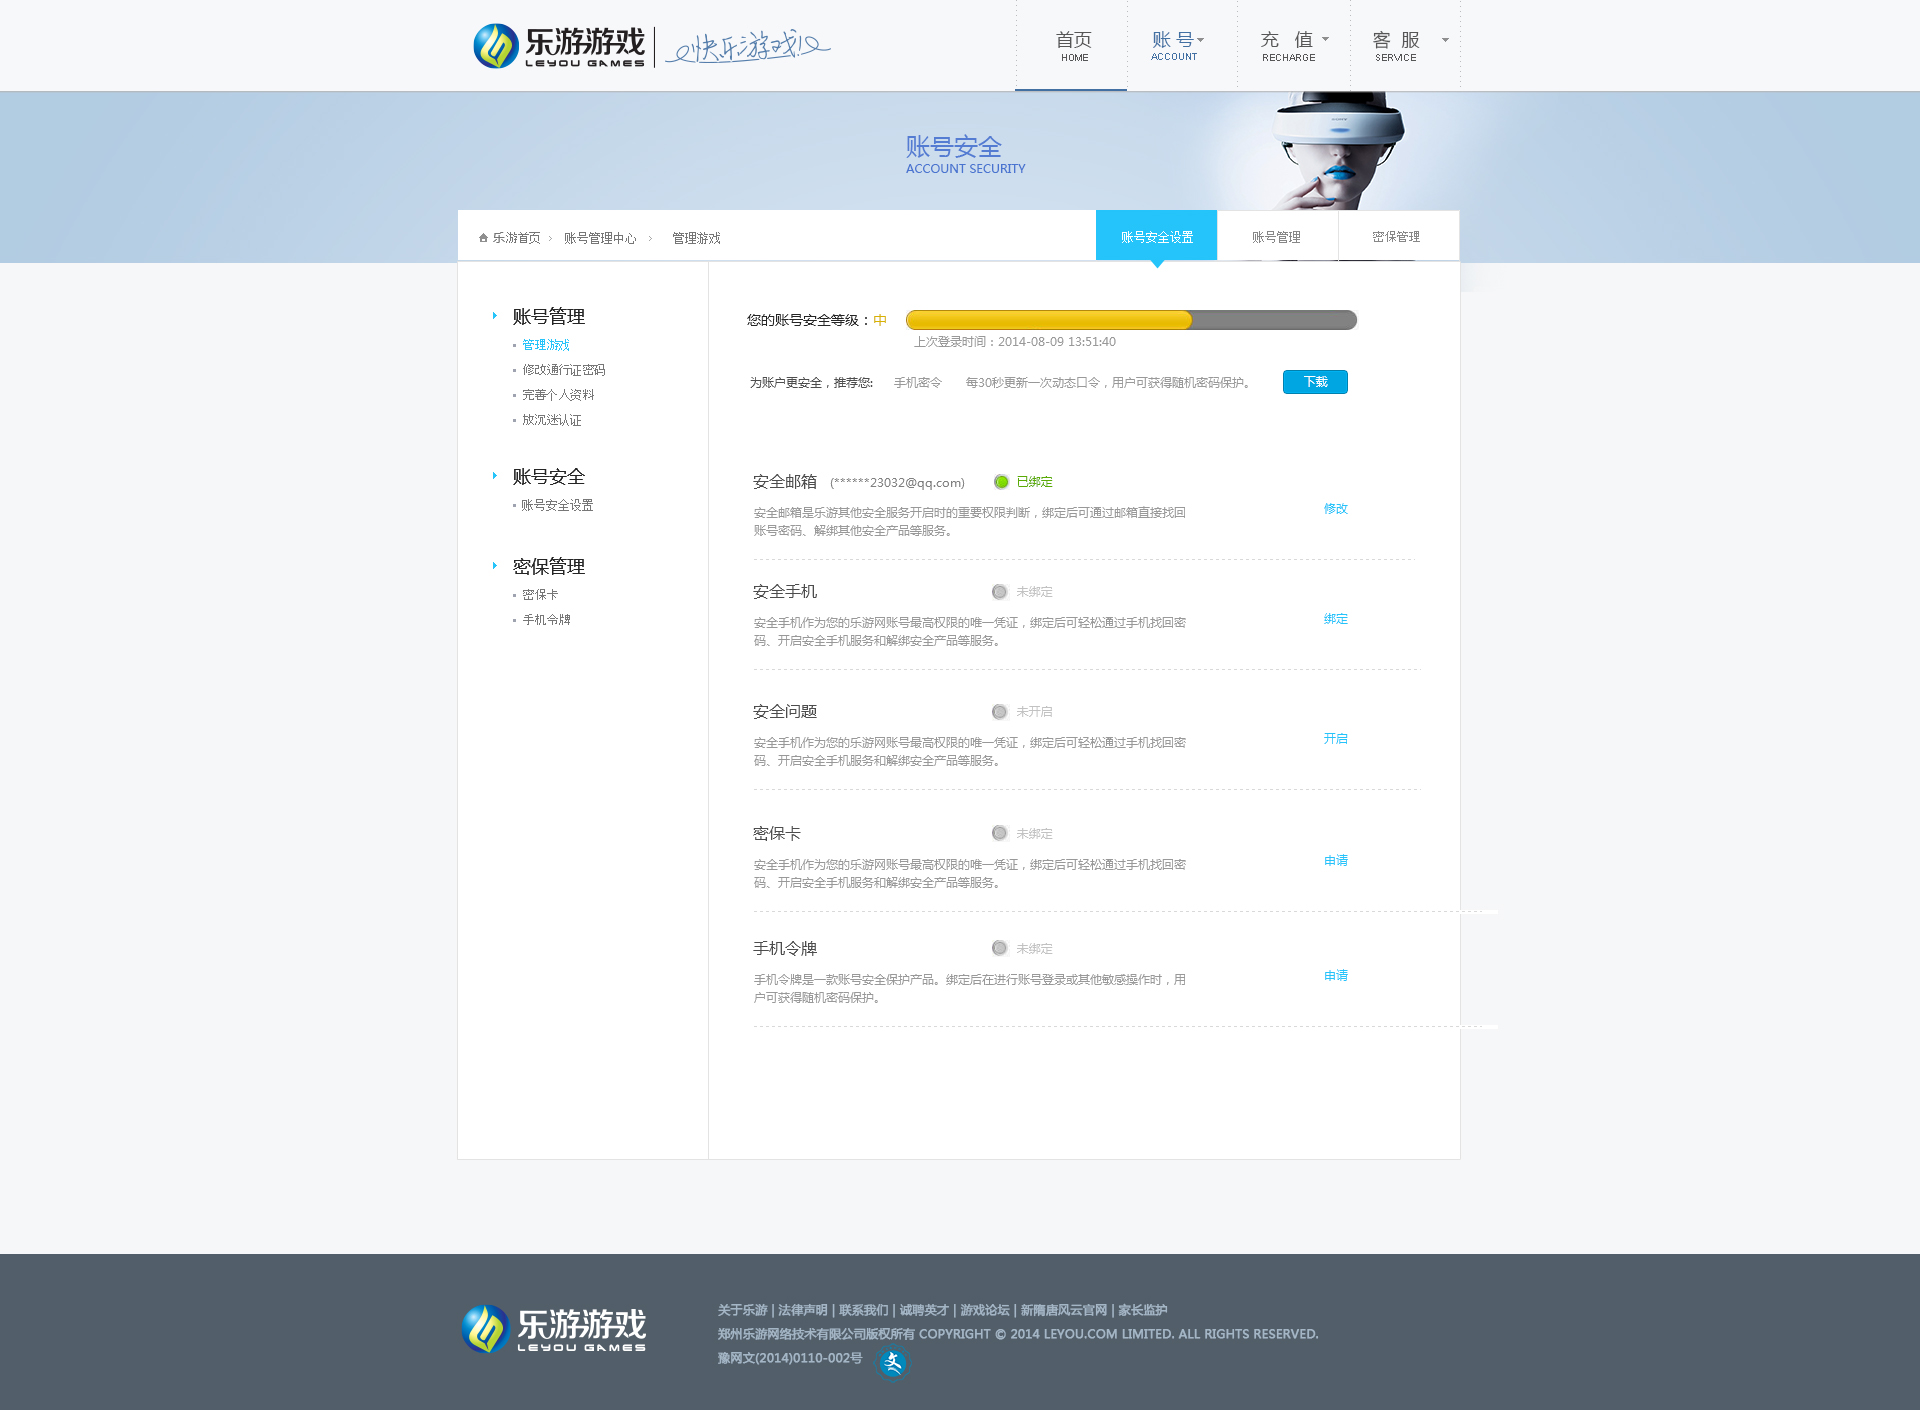 乐游游戏
LEYOU GAMES
快乐游戏
首页
HOME
账 号
ACCOUNT
充 值
RECHARGE
客 服
SERVICE
账号安全
ACCOUNT SECURITY
乐游首页 > 账号管理中心 > 管理游戏
账号安全设置
账号管理
密保管理
账号管理
管理游戏
修改通行证密码
完善个人资料
放沉迷认证
账号安全
账号安全设置
密保管理
密保卡
手机令牌
您的账号安全等级：中
上次登录时间：2014-08-09 13:51:40
为账户更安全，推荐您: 手机密令 每30秒更新一次动态口令，用户可获得随机密码保护。 下载
安全邮箱 (******23032@qq.com) 已绑定
安全邮箱是乐游其他安全服务开启时的重要权限判断，绑定后可通过邮箱直接找回
账号密码、解绑其他安全产品等服务。
修改
安全手机 未绑定
安全手机作为您的乐游网账号最高权限的唯一凭证，绑定后可轻松通过手机找回密
码、开启安全手机服务和解绑安全产品等服务。
绑定
安全问题 未开启
安全手机作为您的乐游网账号最高权限的唯一凭证，绑定后可轻松通过手机找回密
码、开启安全手机服务和解绑安全产品等服务。
开启
密保卡 未绑定
安全手机作为您的乐游网账号最高权限的唯一凭证，绑定后可轻松通过手机找回密
码、开启安全手机服务和解绑安全产品等服务。
申请
手机令牌 未绑定
手机令牌是一款账号安全保护产品。绑定后在进行账号登录或其他敏感操作时，用
户可获得随机密码保护。
申请
乐游游戏
LEYOU GAMES
关于乐游 | 法律声明 | 联系我们 | 诚聘英才 | 游戏论坛 | 新隋唐风云官网 | 家长监护
郑州乐游网络技术有限公司版权所有 COPYRIGHT © 2014 LEYOU.COM LIMITED. ALL RIGHTS RESERVED.
豫网文(2014)0110-002号